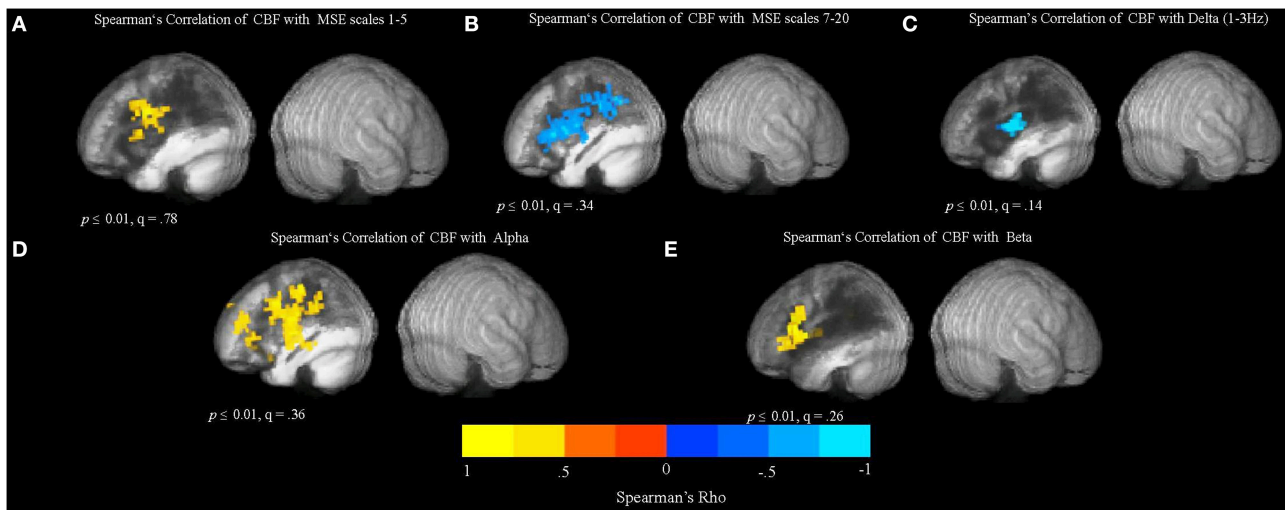 A
Spearman‘s Correlation of CBF with MSE scales 1-5
B
Spearman‘s Correlation of CBF with MSE scales 7-20
C
Spearman’s Correlation of CBF with Delta (1-3Hz)
p ≤ 0.01, q = .78
p ≤ 0.01, q = .34
p ≤ 0.01, q = .14
D
Spearman‘s Correlation of CBF with Alpha
E
Spearman‘s Correlation of CBF with Beta
p ≤ 0.01, q = .36
p ≤ 0.01, q = .26
1 .5 0 -.5 -1
Spearman’s Rho